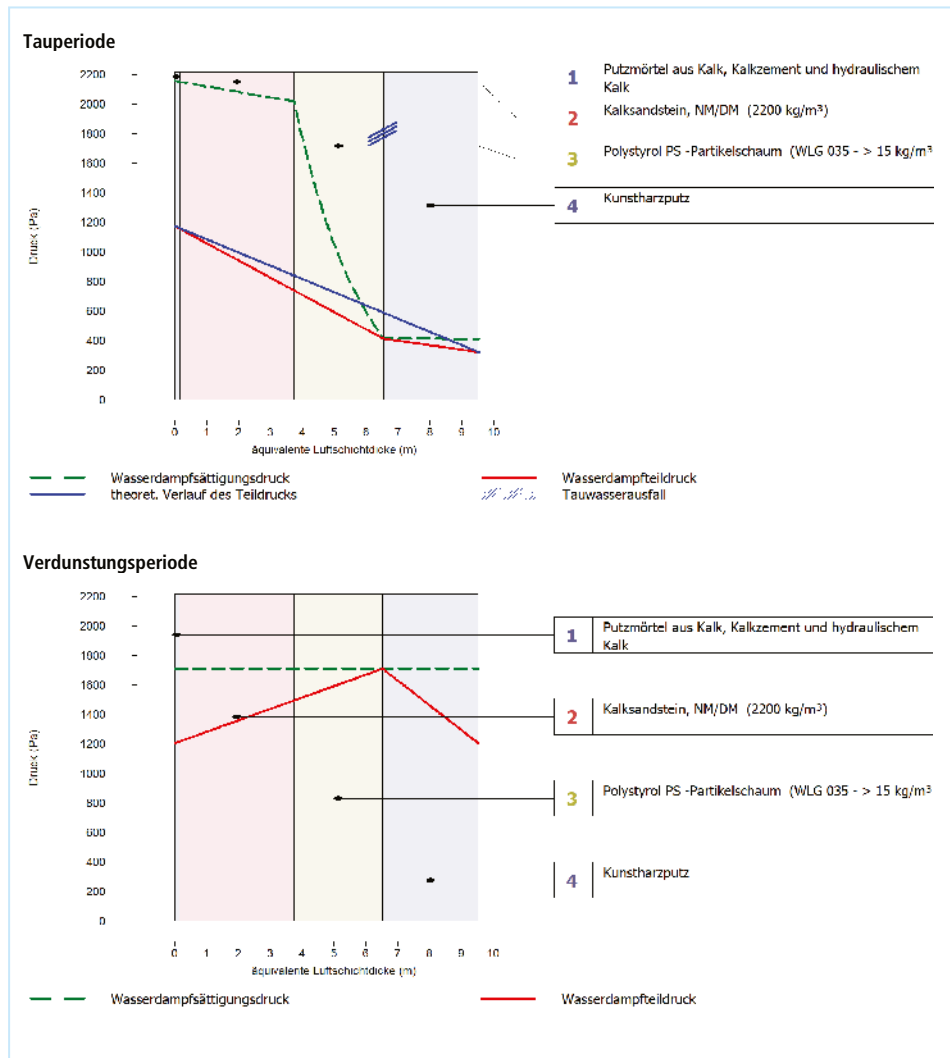 Tauperiode
2200
2000
1800
1600
1400
1200
1000
800
600
400
200
0
Druck (Pa)
0 1 2 3 4 5 6 7 8 9 10
äquivalente Luftschichtdicke (m)
1 Putzmörtel aus Kalk, Kalkzement und hydraulischem
Kalk
2 Kalksandstein, NM/DM (2200 kg/m³)
3 Polystyrol PS -Partikelschaum (WLG 035 - > 15 kg/m³
4 Kunstharzputz
Wasserdampfsättigungsdruck
Wasserdampfteildruck
theoret. Verlauf des Teildrucks
Tauwasserausfall
Verdunstungsperiode
2200
2000
1800
1600
1400
1200
1000
800
600
400
200
0
Druck (Pa)
0 1 2 3 4 5 6 7 8 9 10
äquivalente Luftschichtdicke (m)
1 Putzmörtel aus Kalk, Kalkzement und hydraulischem
Kalk
2 Kalksandstein, NM/DM (2200 kg/m³)
3 Polystyrol PS -Partikelschaum (WLG 035 - > 15 kg/m³
4 Kunstharzputz
Wasserdampfsättigungsdruck
Wasserdampfteildruck